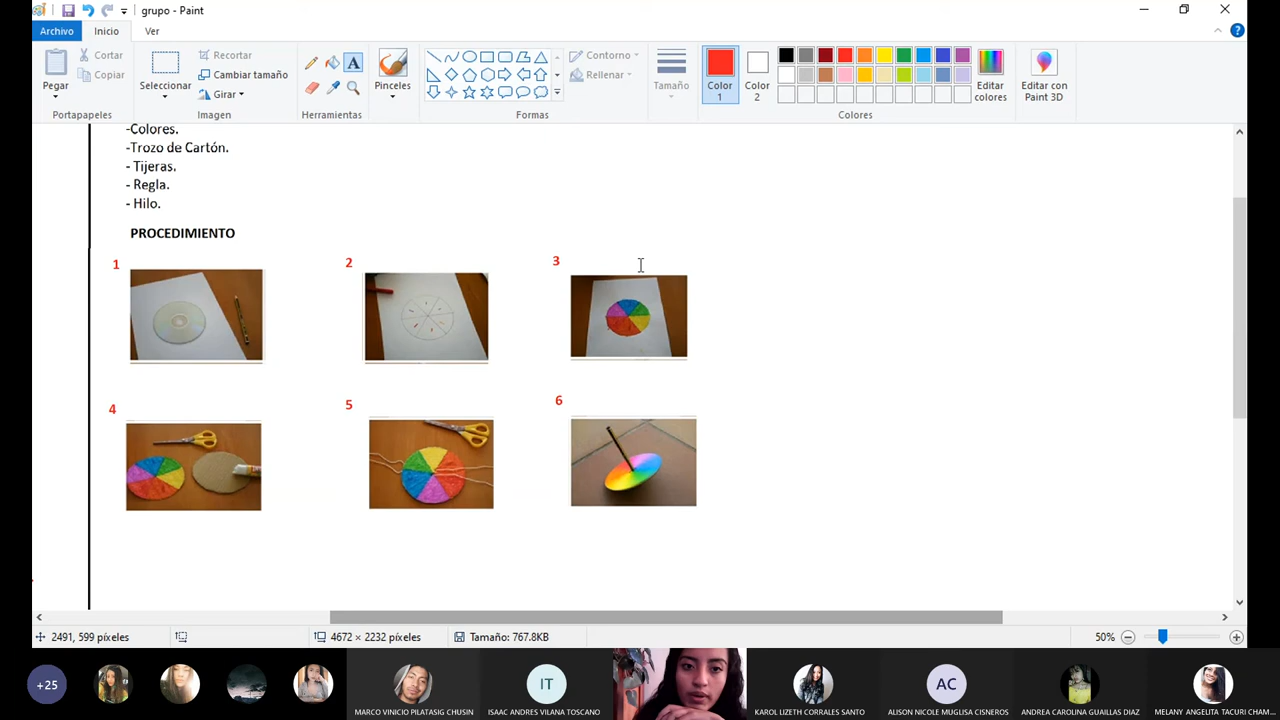 grupo - Paint
Archivo Inicio Ver
Pegar
Cortar
Copiar
Portapapeles
Seleccionar
Recortar
Cambiar tamaño
Girar
Imagen
A
Herramientas
Pinceles
Contorno
Rellenar
Formas
Tamaño
Color 1
Color 2
Editar colores
Colores
Editar con Paint 3D
-Colores.
-Trozo de Cartón.
- Tijeras.
- Regla.
- Hilo.
PROCEDIMIENTO
1 2 3
4 5 6
2491, 599 píxeles
4672 × 2232 píxeles
Tamaño: 767.8KB
50%
+25
IT
AC
MARCO VINICIO PILATASIG CHUSIN
ISAAC ANDRES VILANA TOSCANO
KAROL LIZETH CORRALES SANTO
ALISON NICOLE MUGLISA CISNEROS
ANDREA CAROLINA GUAILLAS DIAZ
MELANY ANGELITA TACURI CHAM...